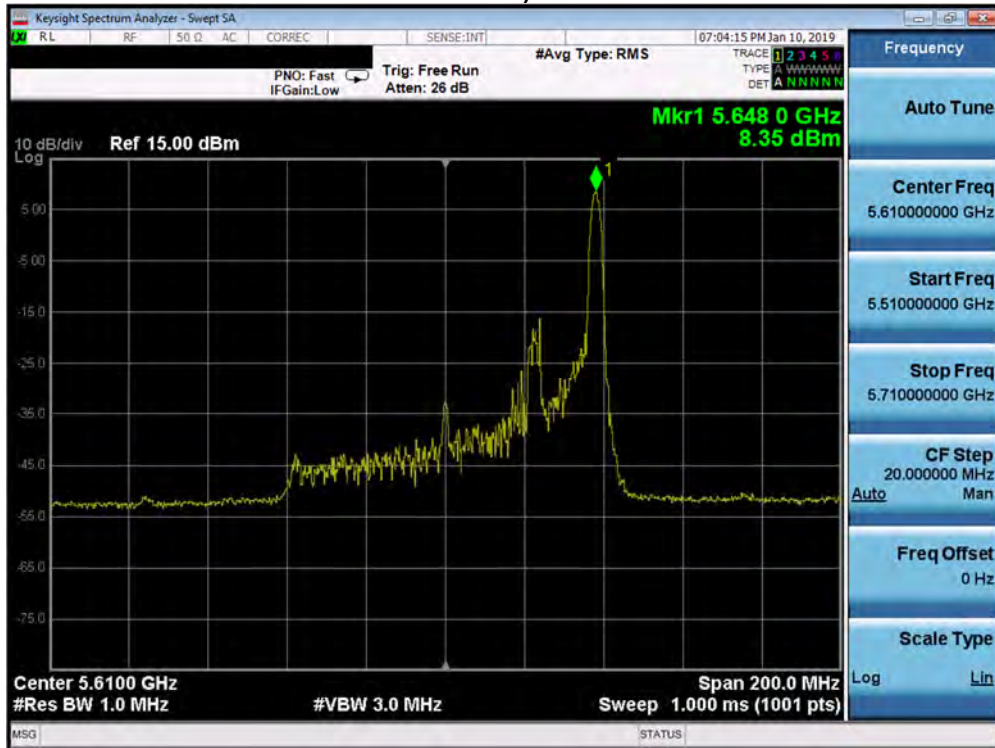 Keysight Spectrum Analyzer - Swept SA
RL RF 50 Ω AC CORREC SENSE:INT 07:04:15 PM Jan 10, 2019
#Avg Type: RMS TRACE 1 2 3 4 5 6
PNO: Fast Trig: Free Run TYPE A WWWWW
IFGain:Low Atten: 26 dB DET A N N N N N
Mkr1 5.648 0 GHz
8.35 dBm
10 dB/div Ref 15.00 dBm
Log
1
5.00
-5.00
-15.0
-25.0
-35.0
-45.0
-55.0
-65.0
-75.0
Center 5.6100 GHz Span 200.0 MHz
#Res BW 1.0 MHz #VBW 3.0 MHz Sweep 1.000 ms (1001 pts)
MSG STATUS
Frequency
Auto Tune
Center Freq
5.610000000 GHz
Start Freq
5.510000000 GHz
Stop Freq
5.710000000 GHz
CF Step
20.000000 MHz
Auto Man
Freq Offset
0 Hz
Scale Type
Log Lin